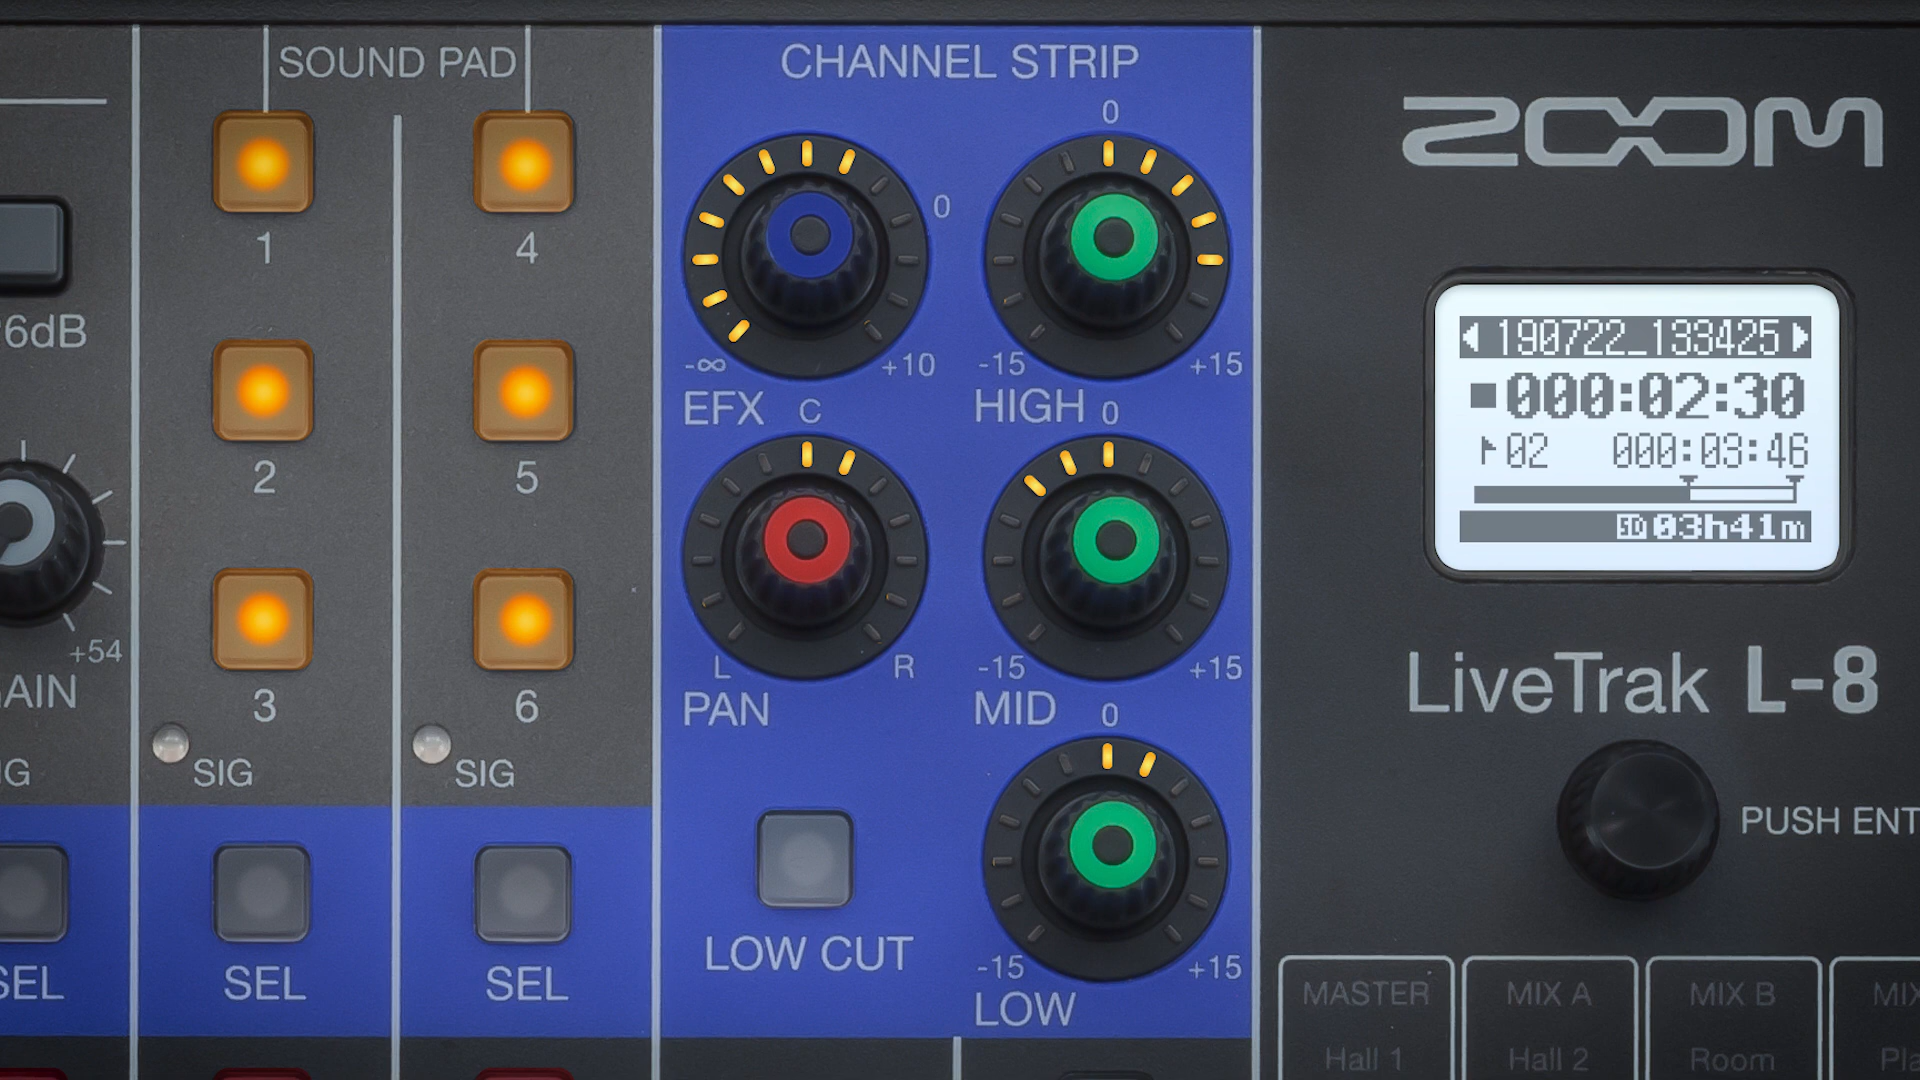 SOUND PAD
1
4
2
5
3
6
SIG
SIG
SEL
SEL
SEL
6dB
+54
CHANNEL STRIP
0
0
-∞
+10
EFX
-15
+15
HIGH
C
0
L
R
PAN
-15
+15
MID
0
LOW CUT
-15
+15
LOW
ZOOM
190722_133425
000:02:30
02 000:03:46
SD 03h41m
LiveTrak L-8
PUSH ENT
MASTER
Hall 1
MIX A
Hall 2
MIX B
Room